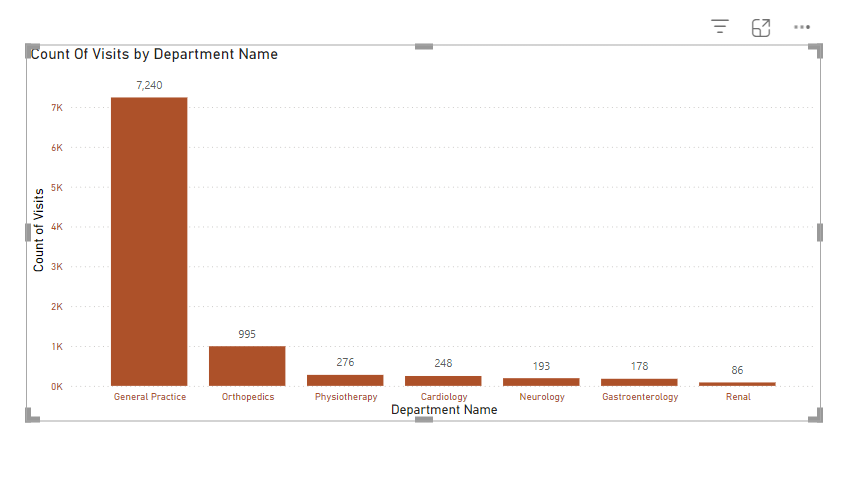 Count Of Visits by Department Name
7,240
7K
6K
5K
4K
3K
2K
1K
0K
Count of Visits
995
276
248
193
178
86
General Practice
Orthopedics
Physiotherapy
Cardiology
Neurology
Gastroenterology
Renal
Department Name